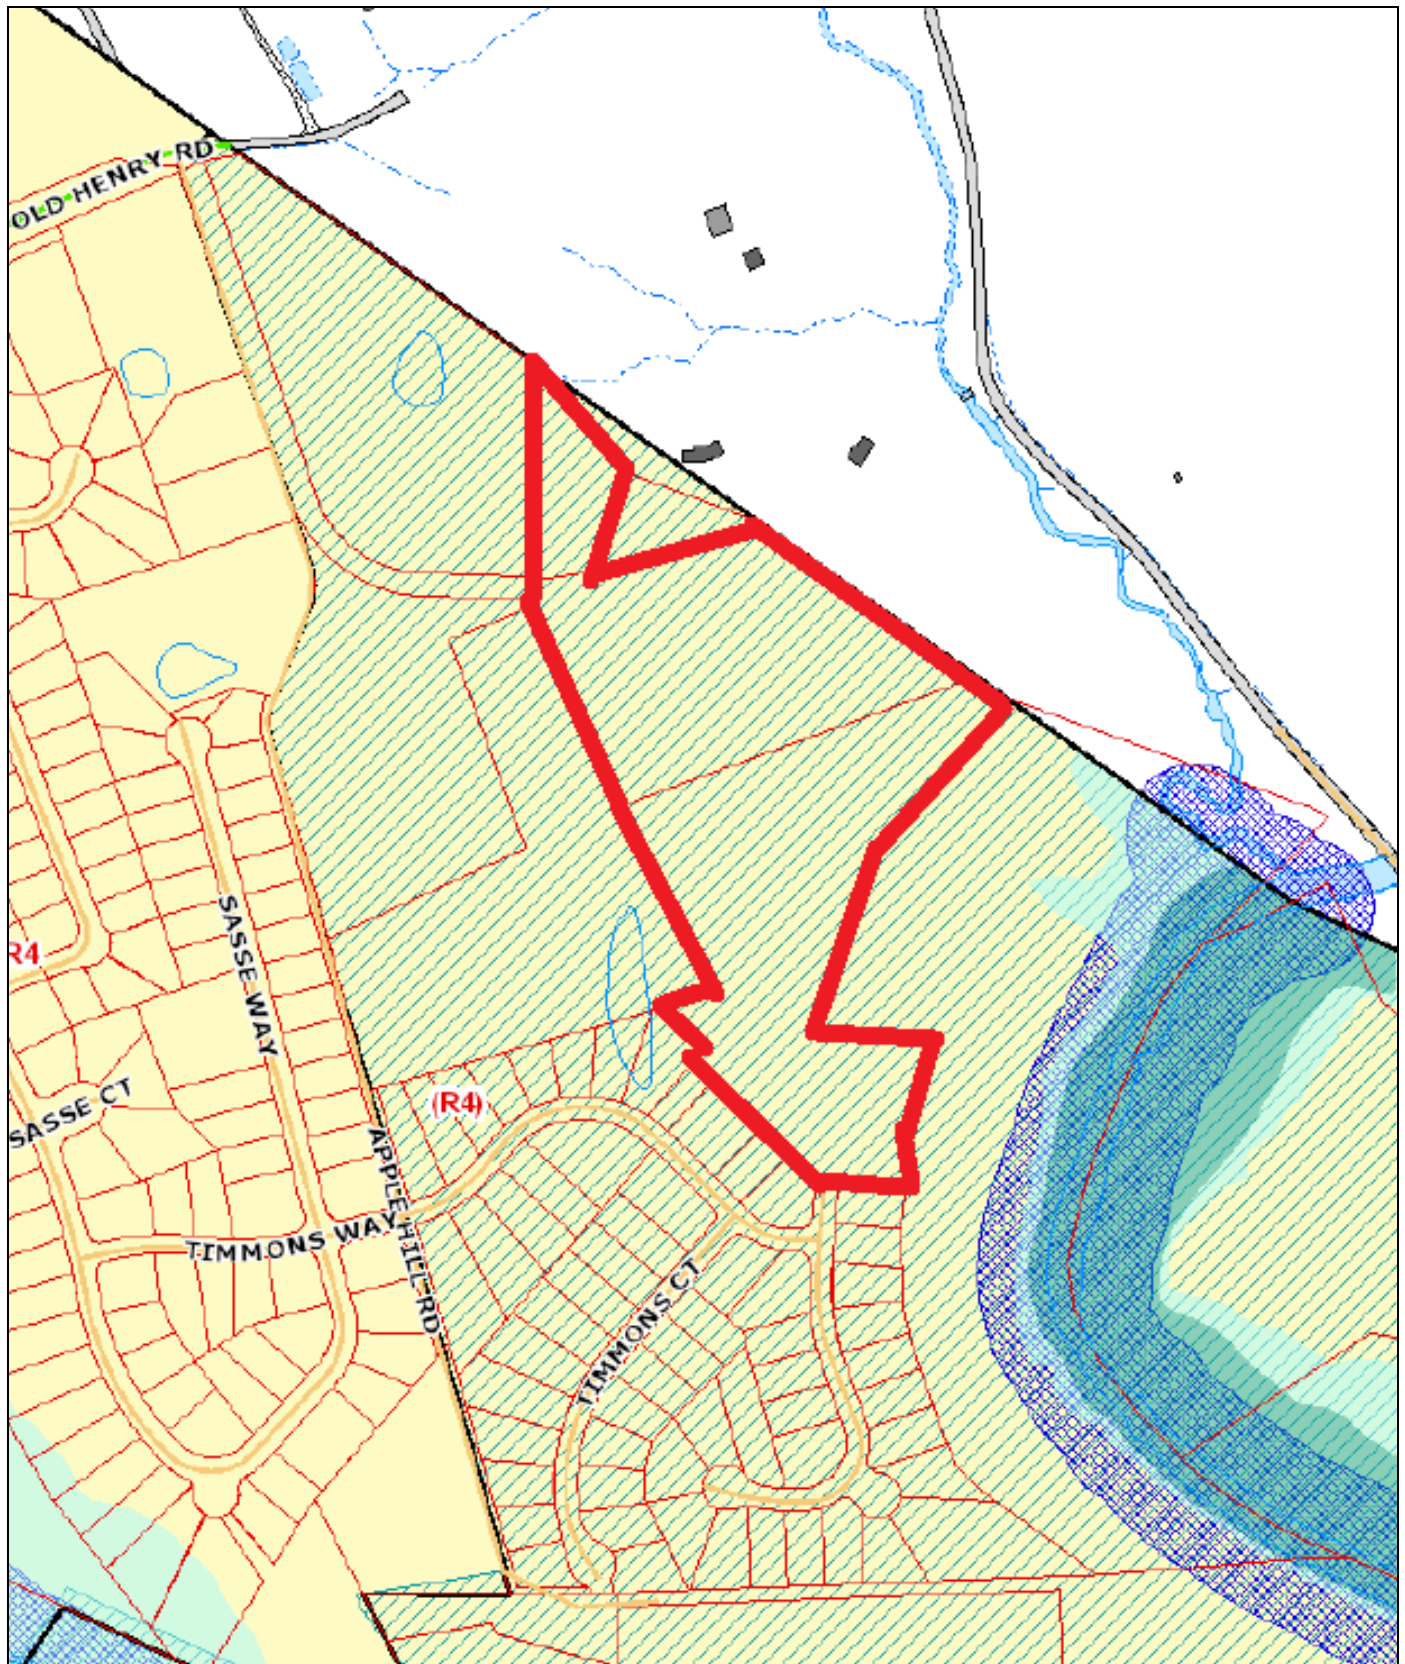 OLD HENRY RD
SASSE WAY
R4
SASSE CT
(R4)
APPLE HILL RD
TIMMONS WAY
TIMMONS CT